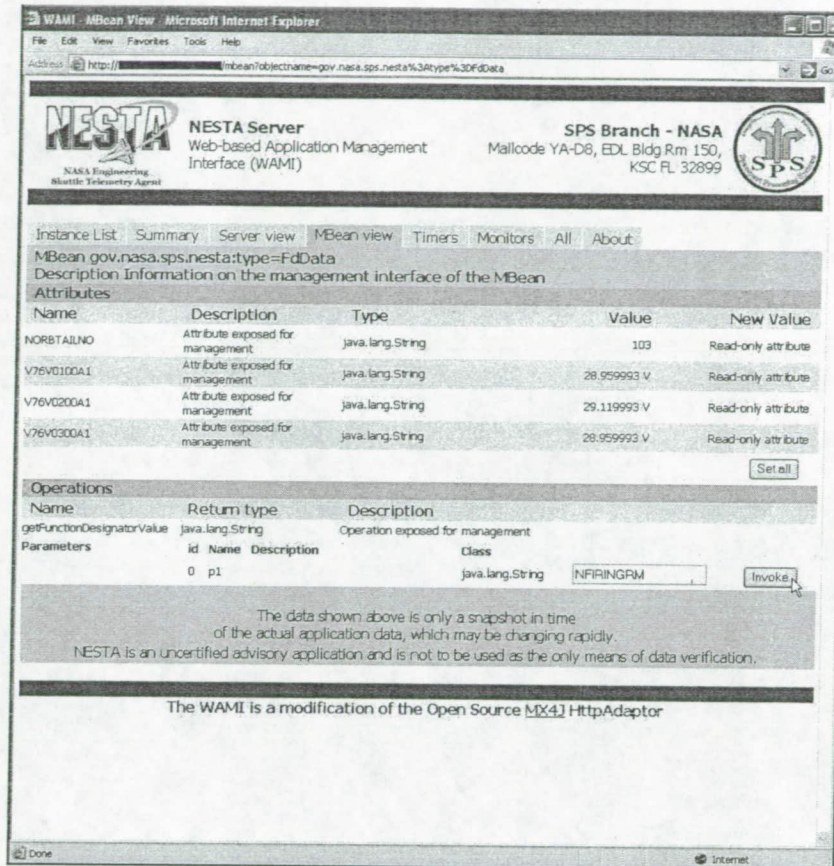 WAMI - MBean View - Microsoft Internet Explorer
File Edit View Favorites Tools Help
Address http:// /mbean?objectname=gov.nasa.sps.nesta%3Atype%3DFdData Go
NESTA
NASA Engineering
Shuttle Telemetry Agent
NESTA Server
Web-based Application Management
Interface (WAMI)
SPS Branch - NASA
Mailcode YA-D8, EDL Bldg Rm 150,
KSC FL 32899
SPS
Instance List Summary Server view MBean view Timers Monitors All About
MBean gov.nasa.sps.nesta:type=FdData
Description Information on the management interface of the MBean
Attributes
Name Description Type Value New Value
NORBTAILNO Attribute exposed for management java.lang.String 103 Read-only attribute
V76V0100A1 Attribute exposed for management java.lang.String 28.959993 V Read-only attribute
V76V0200A1 Attribute exposed for management java.lang.String 29.119993 V Read-only attribute
V76V0300A1 Attribute exposed for management java.lang.String 28.959993 V Read-only attribute
Set all
Operations
Name Return type Description
getFunctionDesignatorValue java.lang.String Operation exposed for management
Parameters id Name Description Class
0 p1 java.lang.String NFIRINGRM Invoke
The data shown above is only a snapshot in time
of the actual application data, which may be changing rapidly.
NESTA is an uncertified advisory application and is not to be used as the only means of data verification.
The WAMI is a modification of the Open Source MX4J HttpAdaptor
Done Internet